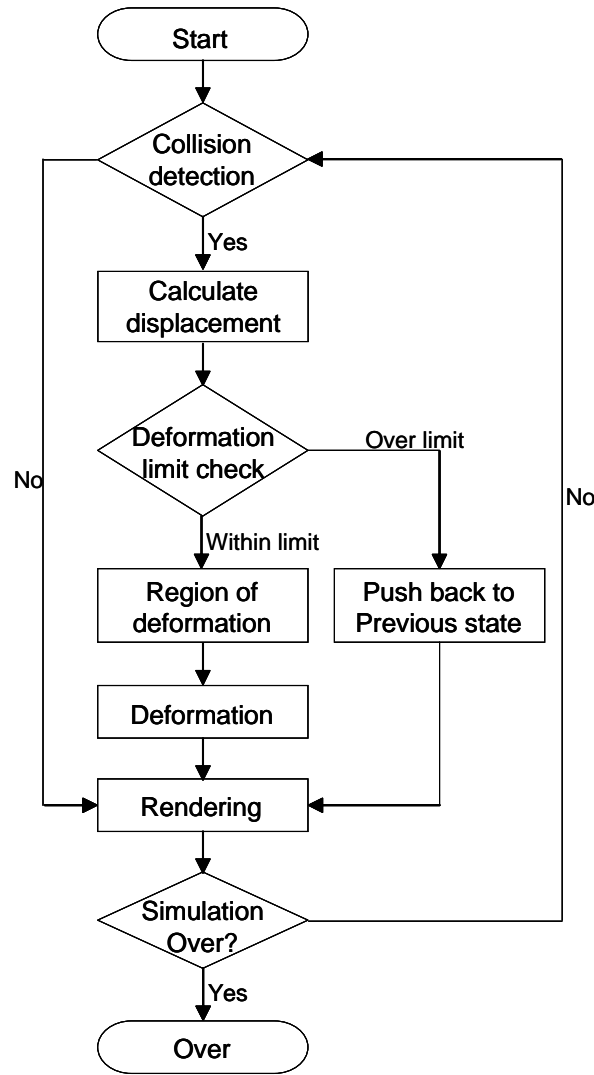 Start
Collision
detection
Yes
Calculate
displacement
Deformation
limit check
Over limit
No
No
Within limit
Region of
deformation
Push back to
Previous state
Deformation
Rendering
Simulation
Over?
Yes
Over